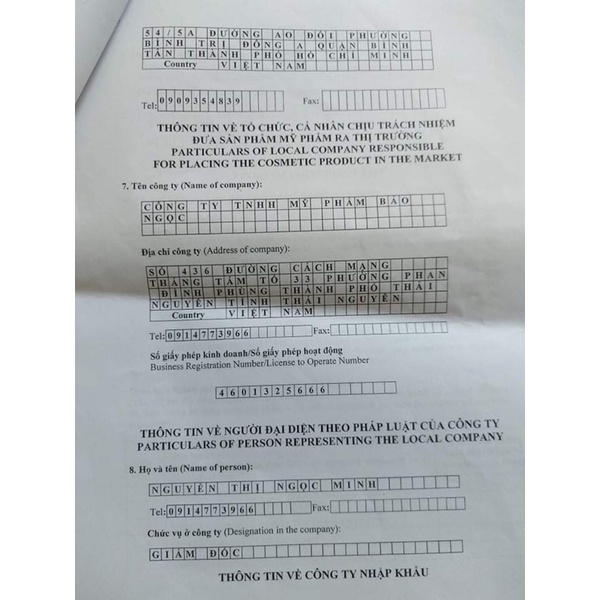 54/5A ĐƯỜNG AO ĐÔI PHƯỜNG
BÌNH TRỊ ĐÔNG A QUẬN BÌNH
TÂN THÀNH PHỐ HỒ CHÍ MINH
Country VIỆT NAM
Tel: 0909354839 Fax:
THÔNG TIN VỀ TỔ CHỨC, CÁ NHÂN CHỊU TRÁCH NHIỆM
ĐƯA SẢN PHẨM MỸ PHẨM RA THỊ TRƯỜNG
PARTICULARS OF LOCAL COMPANY RESPONSIBLE
FOR PLACING THE COSMETIC PRODUCT IN THE MARKET
7. Tên công ty (Name of company):
CÔNG TY TNHH MỸ PHẨM BẢO
NGỌC
Địa chỉ công ty (Address of company):
SỐ 436 ĐƯỜNG CÁCH MẠNG
THÁNG TÁM TỔ 33 PHƯỜNG PHAN
ĐÌNH PHÙNG THÀNH PHỐ THÁI
NGUYÊN TỈNH THÁI NGUYÊN
Country VIỆT NAM
Tel: 0914773966 Fax:
Số giấy phép kinh doanh/Số giấy phép hoạt động
Business Registration Number/License to Operate Number
4601325666
THÔNG TIN VỀ NGƯỜI ĐẠI DIỆN THEO PHÁP LUẬT CỦA CÔNG TY
PARTICULARS OF PERSON REPRESENTING THE LOCAL COMPANY
8. Họ và tên (Name of person):
NGUYỄN THỊ NGỌC MINH
Tel: 0914773966 Fax:
Chức vụ ở công ty (Designation in the company):
GIÁM ĐỐC
THÔNG TIN VỀ CÔNG TY NHẬP KHẨU